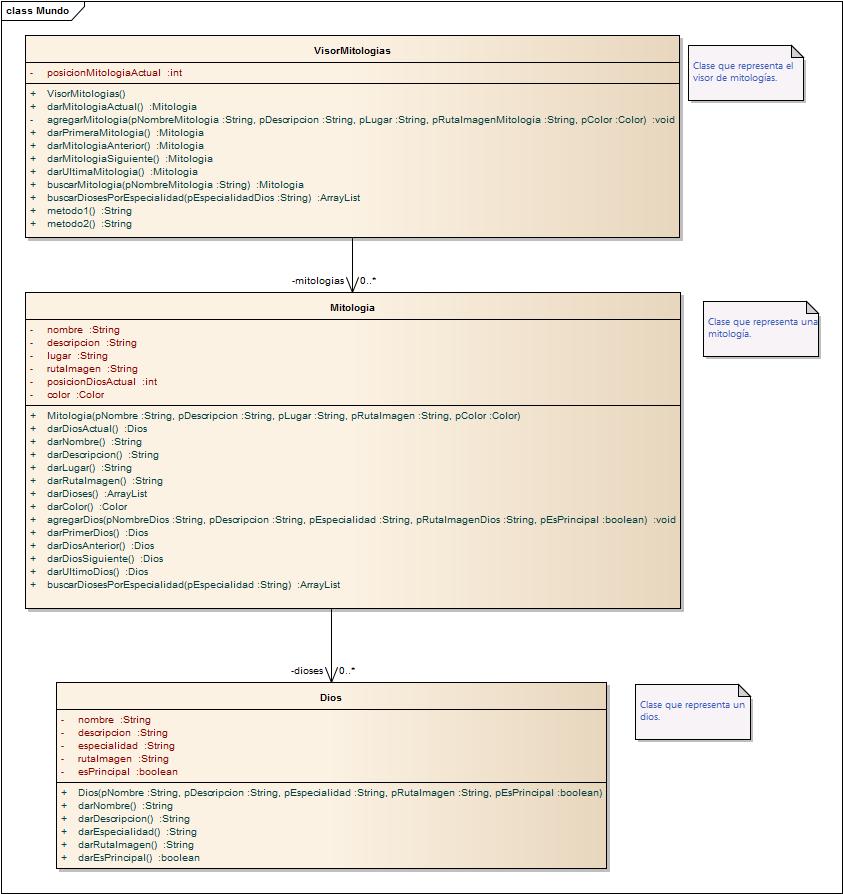 class Mundo
VisorMitologias
- posicionMitologiaActual :int
+ VisorMitologias()
+ darMitologiaActual() :Mitologia
- agregarMitologia(pNombreMitologia :String, pDescripcion :String, pLugar :String, pRutaImagenMitologia :String, pColor :Color) :void
+ darPrimeraMitologia() :Mitologia
+ darMitologiaAnterior() :Mitologia
+ darMitologiaSiguiente() :Mitologia
+ darUltimaMitologia() :Mitologia
+ buscarMitologia(pNombreMitologia :String) :Mitologia
+ buscarDiosesPorEspecialidad(pEspecialidadDios :String) :ArrayList
+ metodo1() :String
+ metodo2() :String
Clase que representa el
visor de mitologías.
-mitologias 0..*
Mitologia
- nombre :String
- descripcion :String
- lugar :String
- rutaImagen :String
- posicionDiosActual :int
- color :Color
+ Mitologia(pNombre :String, pDescripcion :String, pLugar :String, pRutaImagen :String, pColor :Color)
+ darDiosActual() :Dios
+ darNombre() :String
+ darDescripcion() :String
+ darLugar() :String
+ darRutaImagen() :String
+ darDioses() :ArrayList
+ darColor() :Color
+ agregarDios(pNombreDios :String, pDescripcion :String, pEspecialidad :String, pRutaImagenDios :String, pEsPrincipal :boolean) :void
+ darPrimerDios() :Dios
+ darDiosAnterior() :Dios
+ darDiosSiguiente() :Dios
+ darUltimoDios() :Dios
+ buscarDiosesPorEspecialidad(pEspecialidad :String) :ArrayList
Clase que representa una
mitología.
-dioses 0..*
Dios
- nombre :String
- descripcion :String
- especialidad :String
- rutaImagen :String
- esPrincipal :boolean
+ Dios(pNombre :String, pDescripcion :String, pEspecialidad :String, pRutaImagen :String, pEsPrincipal :boolean)
+ darNombre() :String
+ darDescripcion() :String
+ darEspecialidad() :String
+ darRutaImagen() :String
+ darEsPrincipal() :boolean
Clase que representa un
dios.